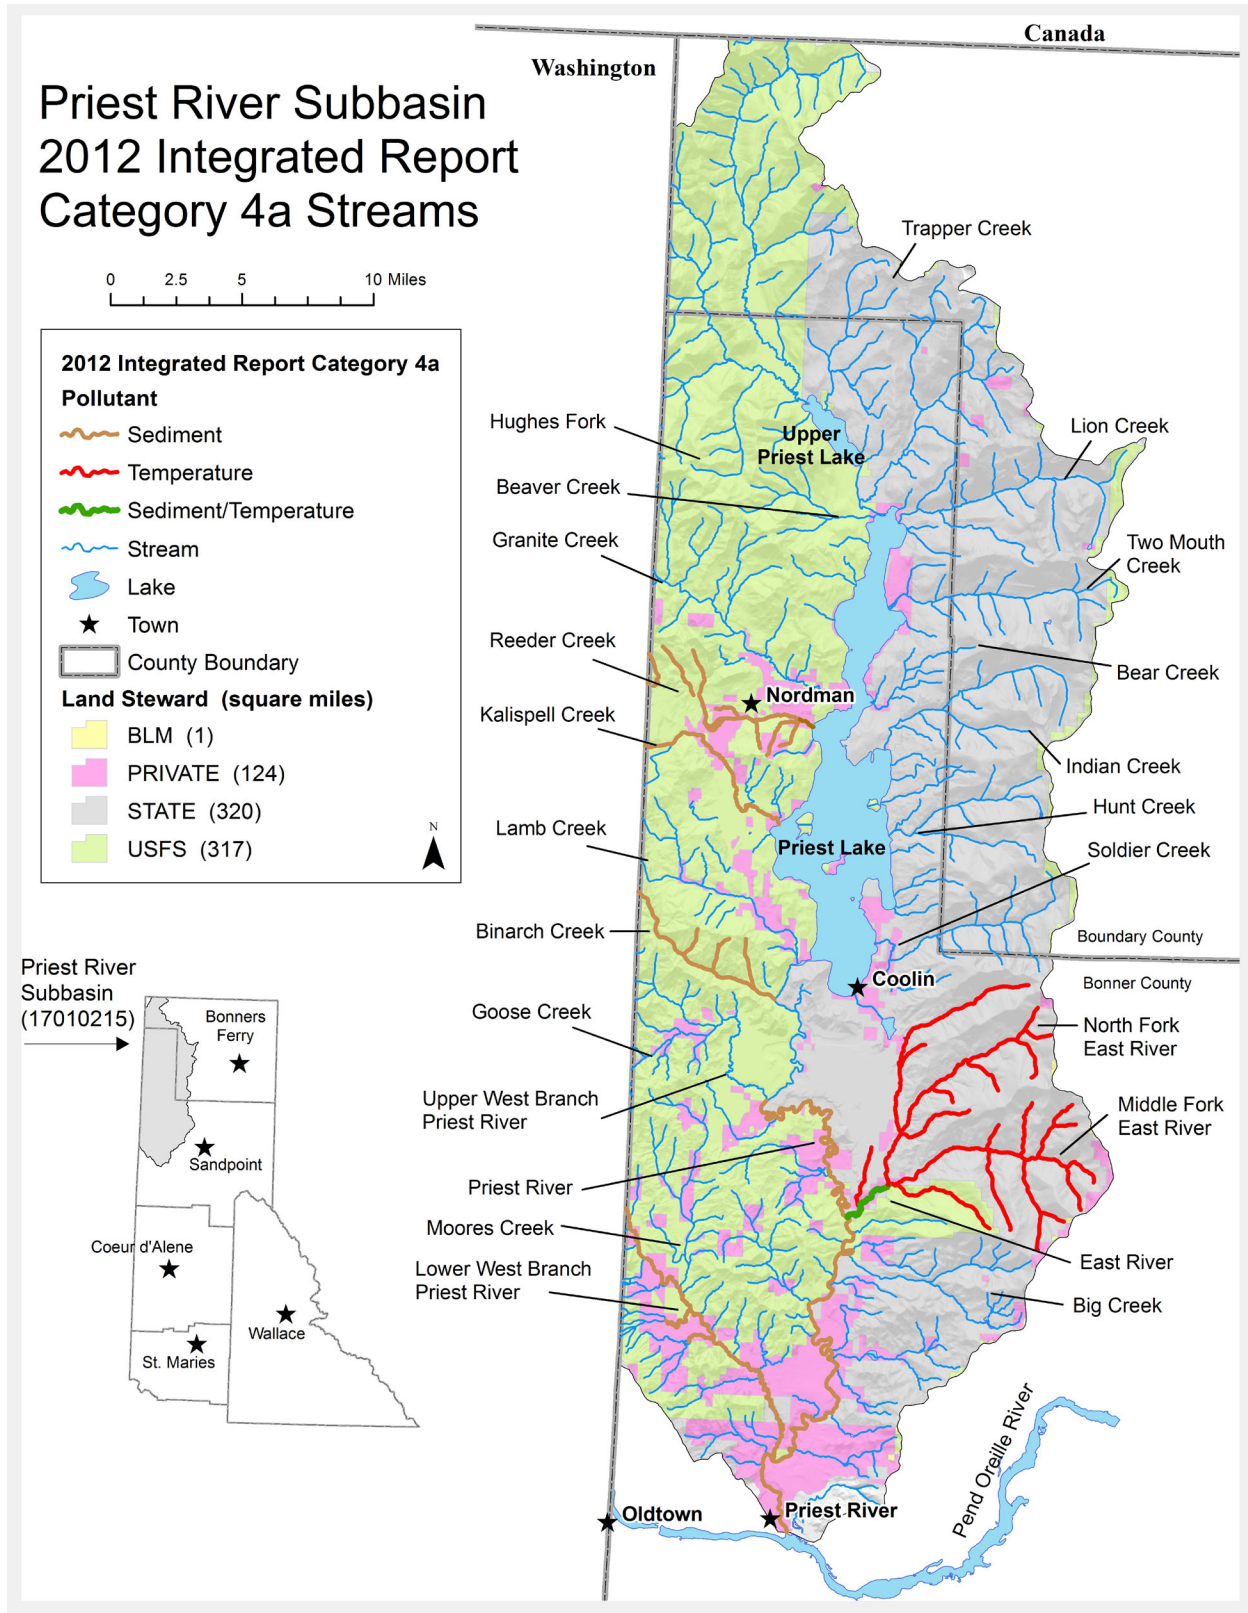 Canada
Washington
Priest River Subbasin
2012 Integrated Report
Category 4a Streams
0 2.5 5 10 Miles
2012 Integrated Report Category 4a
Pollutant
Sediment
Temperature
Sediment/Temperature
Stream
Lake
Town
County Boundary
Land Steward (square miles)
BLM (1)
PRIVATE (124)
STATE (320)
USFS (317)
N
Trapper Creek
Hughes Fork
Upper
Priest Lake
Lion Creek
Beaver Creek
Granite Creek
Two Mouth
Creek
Reeder Creek
Bear Creek
Nordman
Kalispell Creek
Indian Creek
Hunt Creek
Lamb Creek
Priest Lake
Soldier Creek
Binarch Creek
Boundary County
Coolin
Bonner County
Goose Creek
North Fork
East River
Upper West Branch
Priest River
Middle Fork
East River
Priest River
Moores Creek
East River
Lower West Branch
Priest River
Big Creek
Pend Oreille River
Oldtown
Priest River
Priest River
Subbasin
(17010215)
Bonners
Ferry
Sandpoint
Coeur d'Alene
Wallace
St. Maries